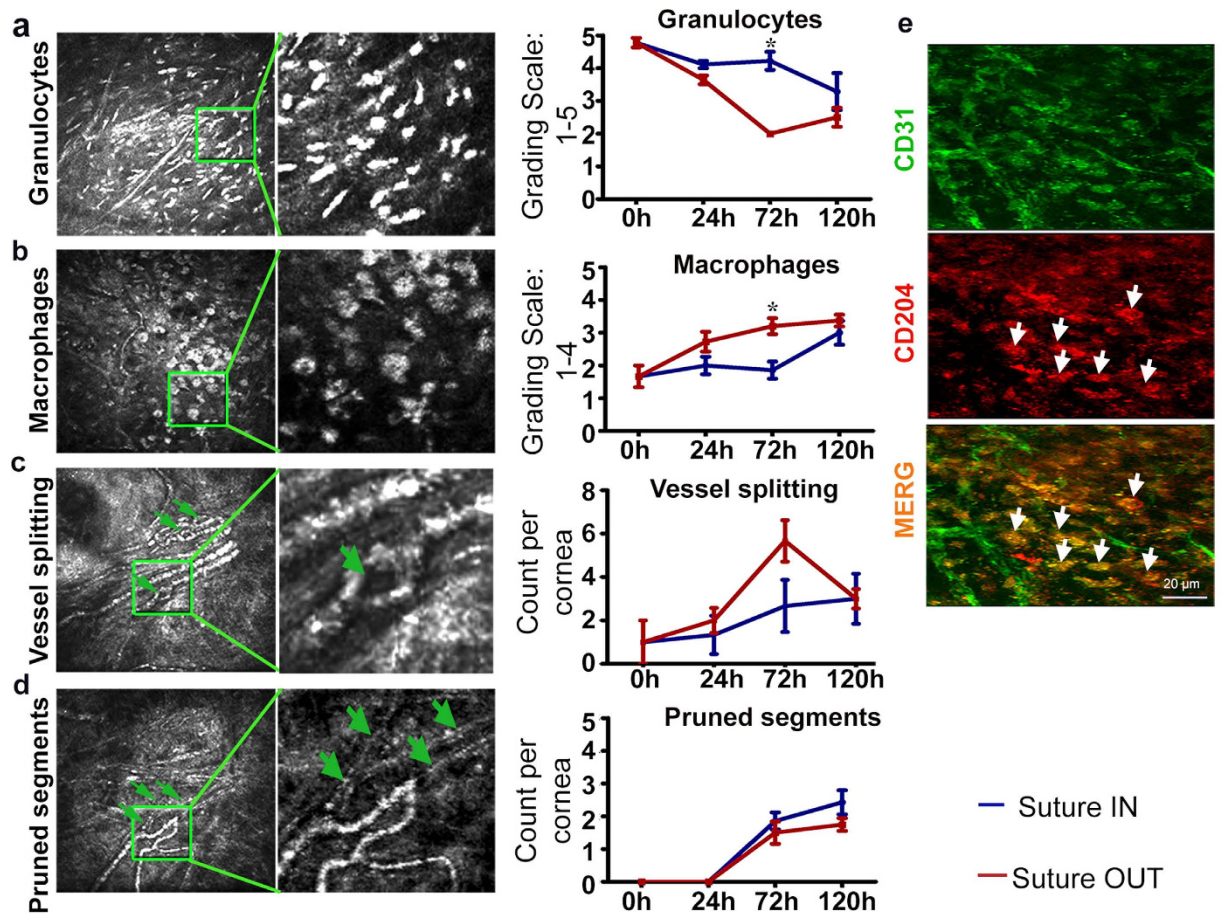 a
Granulocytes
Granulocytes
Grading Scale:
1-5
5
4
3
2
1
0
*
0h 24h 72h 120h
b
Macrophages
Macrophages
Grading Scale:
1-4
4
3
2
1
0
*
0h 24h 72h 120h
c
Vessel splitting
Vessel splitting
Count per
cornea
8
6
4
2
0
0h 24h 72h 120h
d
Pruned segments
Pruned segments
Count per
cornea
5
4
3
2
1
0
0h 24h 72h 120h
e
CD31
CD204
MERG
20 µm
Suture IN
Suture OUT